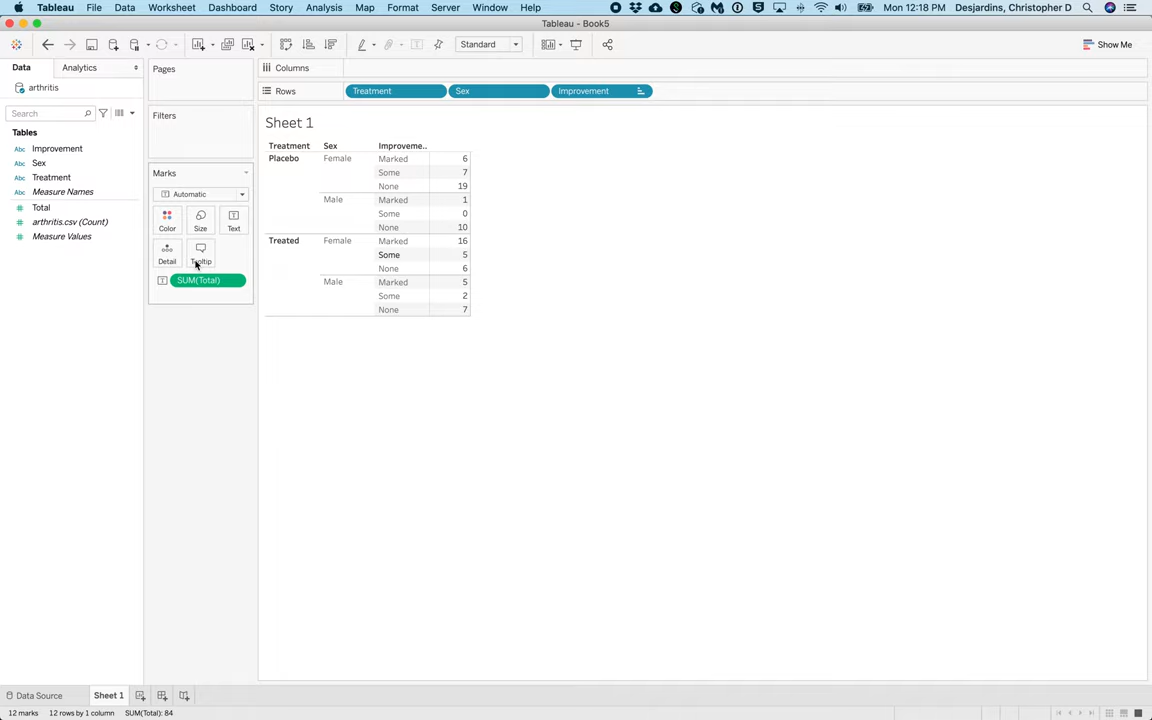 Tableau File Data Worksheet Dashboard Story Analysis Map Format Server Window Help Mon 12:18 PM Desjardins, Christopher D
Tableau - Book5
Standard Show Me
Data Analytics Pages Columns
arthritis Rows Treatment Sex Improvement
Search Filters
Tables Sheet 1
Abc Improvement
Abc Sex
Abc Treatment
Abc Measure Names
# Total
# arthritis.csv (Count)
# Measure Values
Marks
Automatic
Color Size Text
Detail Tooltip
SUM(Total)
Treatment Sex Improveme..
Placebo Female Marked 6
Some 7
None 19
Male Marked 1
Some 0
None 10
Treated Female Marked 16
Some 5
None 6
Male Marked 5
Some 2
None 7
Data Source Sheet 1
12 marks 12 rows by 1 column SUM(Total): 84